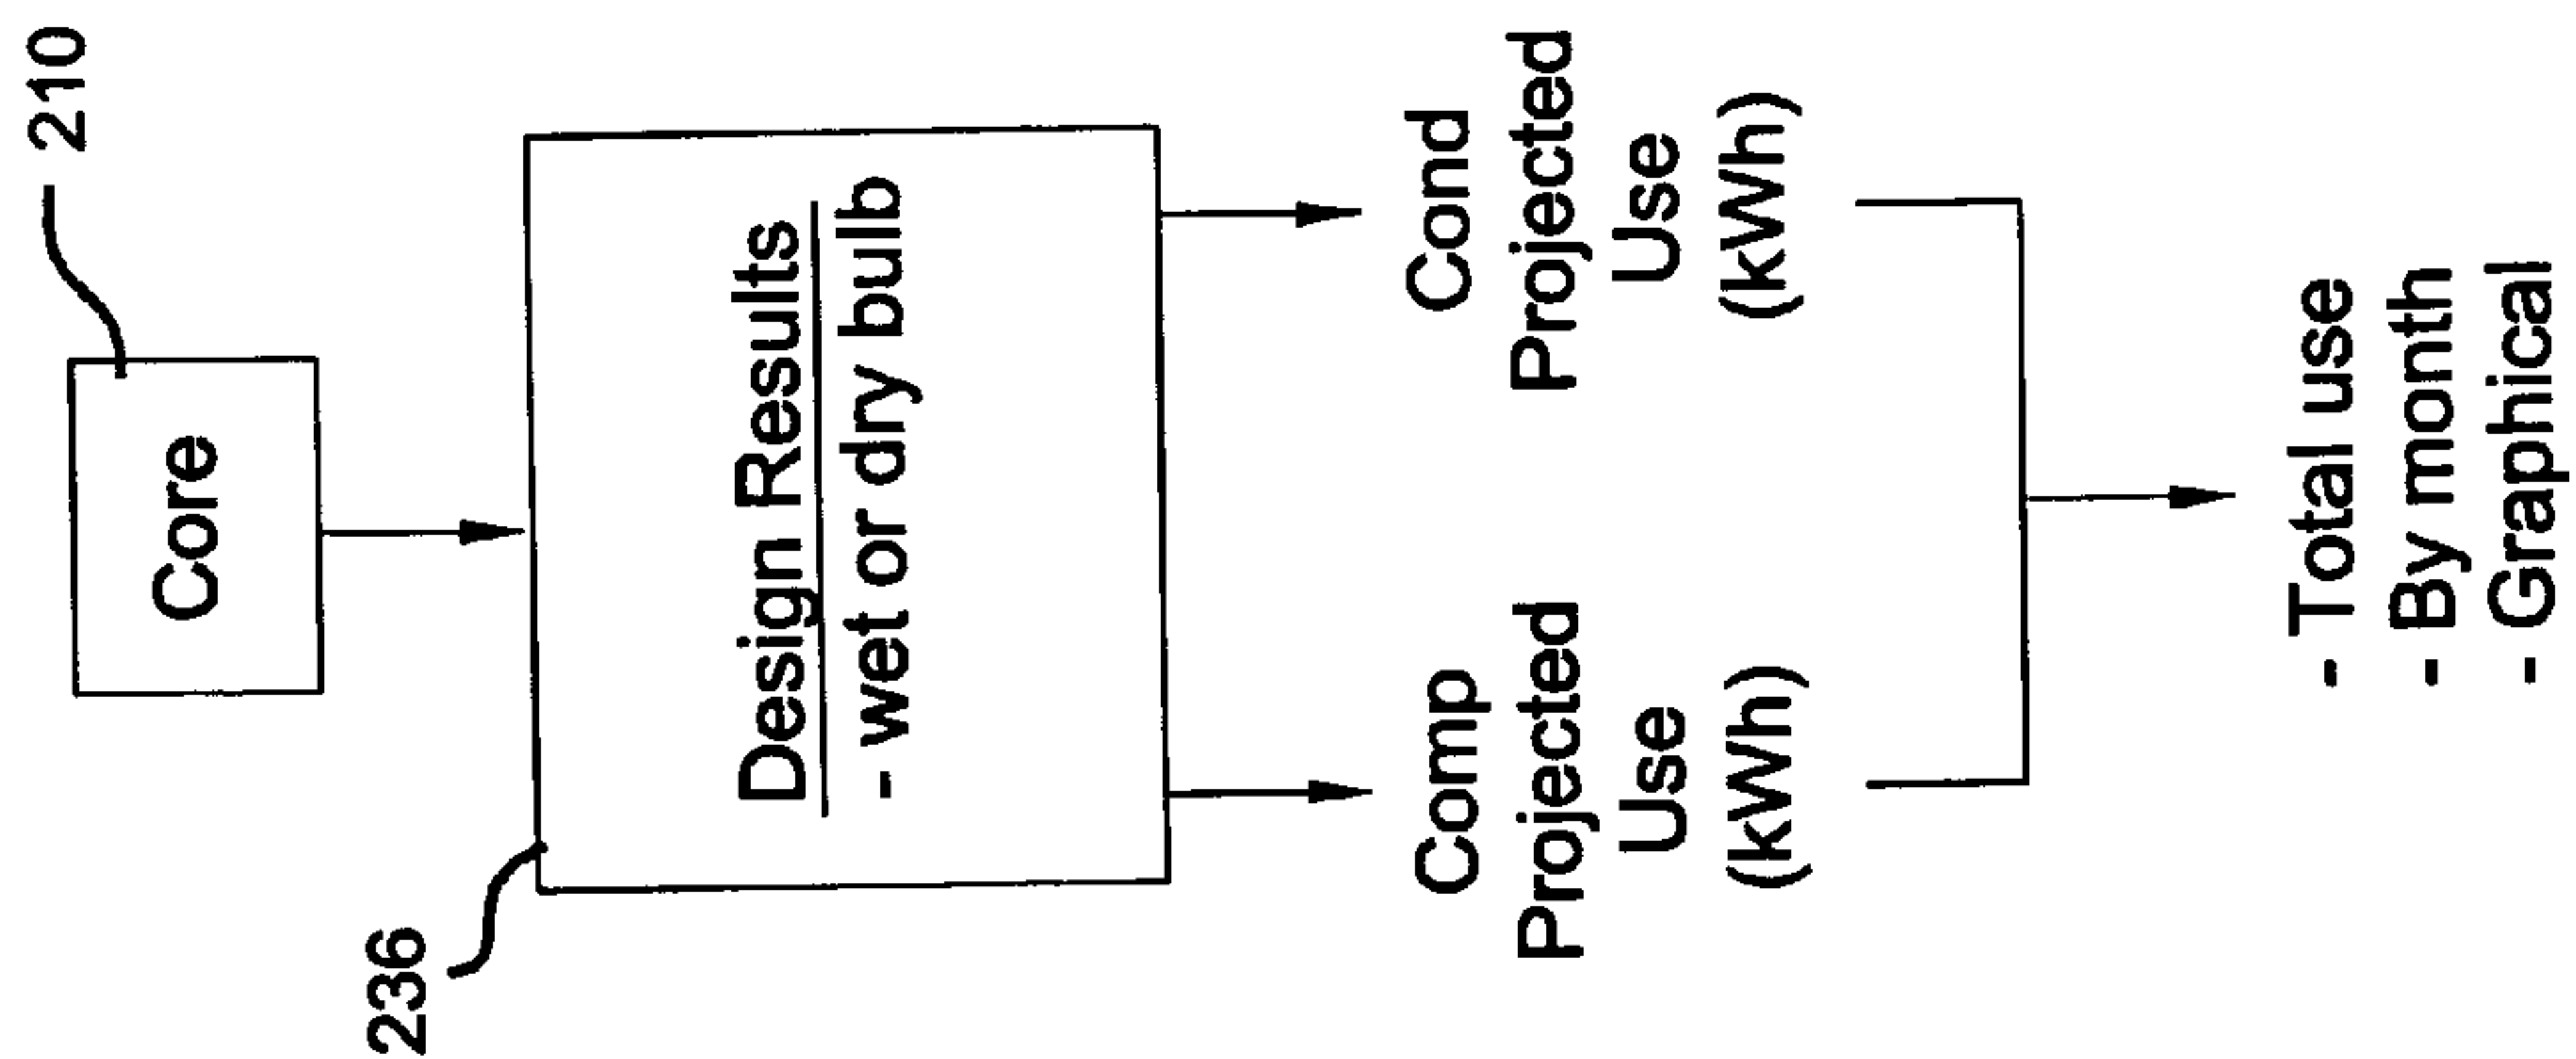 210
Core
236
Design Results
- wet or dry bulb
Comp
Projected
Use
(kWh)
Cond
Projected
Use
(kWh)
- Total use
- By month
- Graphical